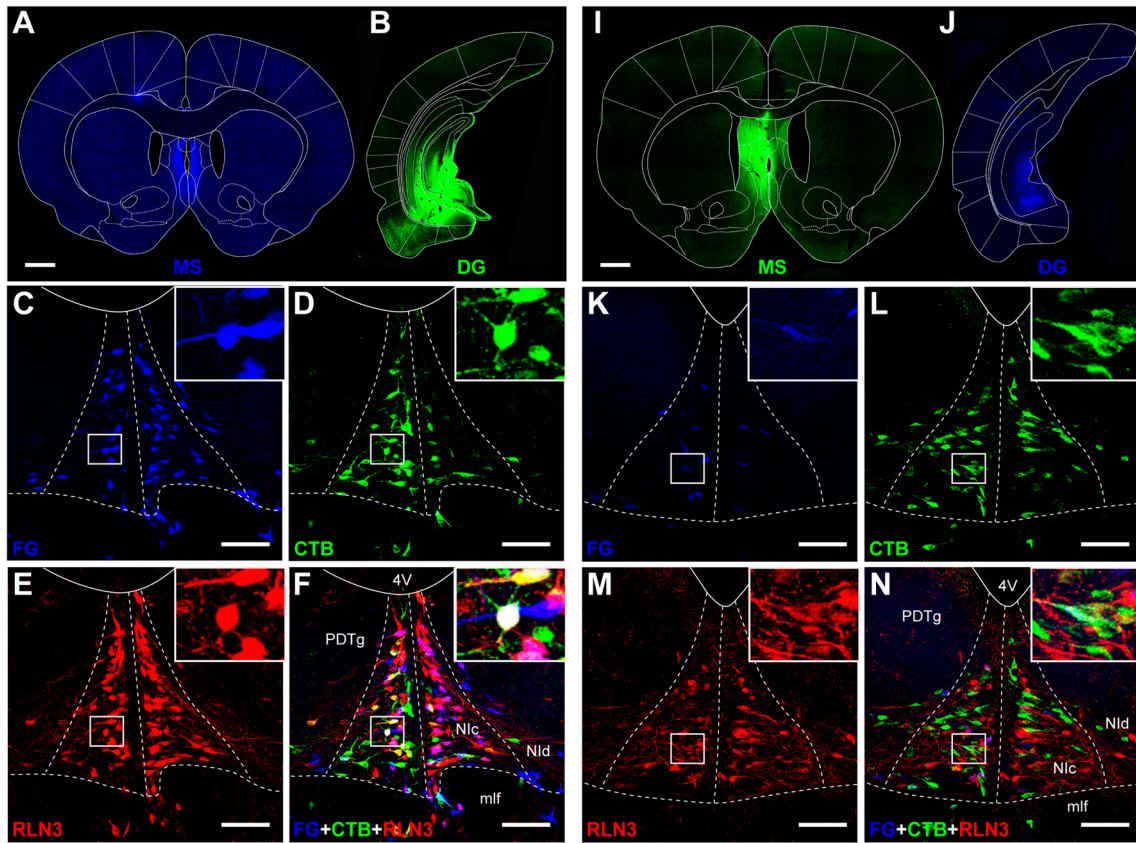 A
B
I
J
MS
DG
MS
DG
C
D
K
L
FG
CTB
FG
CTB
E
F
4V
M
N
4V
PDTg
PDTg
NIc
NId
NId
NIc
mlf
mlf
RLN3
FG+CTB+RLN3
RLN3
FG+CTB+RLN3